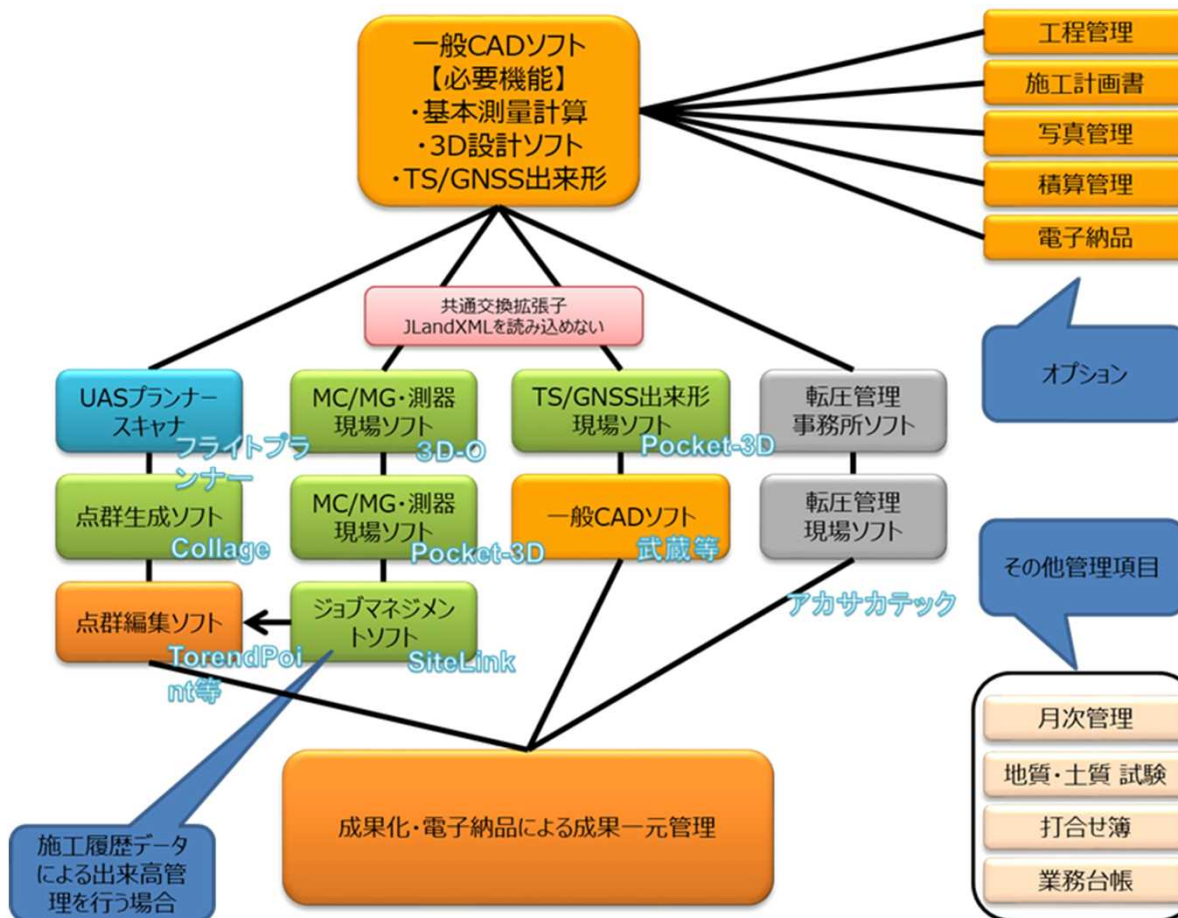 一般CADソフト
【必要機能】
・基本測量計算
・3D設計ソフト
・TS/GNSS出来形
工程管理
施工計画書
写真管理
積算管理
電子納品
オプション
共通交換拡張子
JLandXMLを読み込めない
UASプランナー
スキャナ
フライトプラ
ンナー
MC/MG・測器
現場ソフト
3D-O
TS/GNSS出来形
現場ソフト
Pocket-3D
転圧管理
事務所ソフト
点群生成ソフト
Collage
MC/MG・測器
現場ソフト
Pocket-3D
一般CADソフト
武蔵等
転圧管理
現場ソフト
アカサカテック
点群編集ソフト
TorendPoi
nt等
ジョブマネジメン
トソフト
SiteLink
その他管理項目
月次管理
地質・土質 試験
打合せ簿
業務台帳
成果化・電子納品による成果一元管理
施工履歴データ
による出来高管
理を行う場合